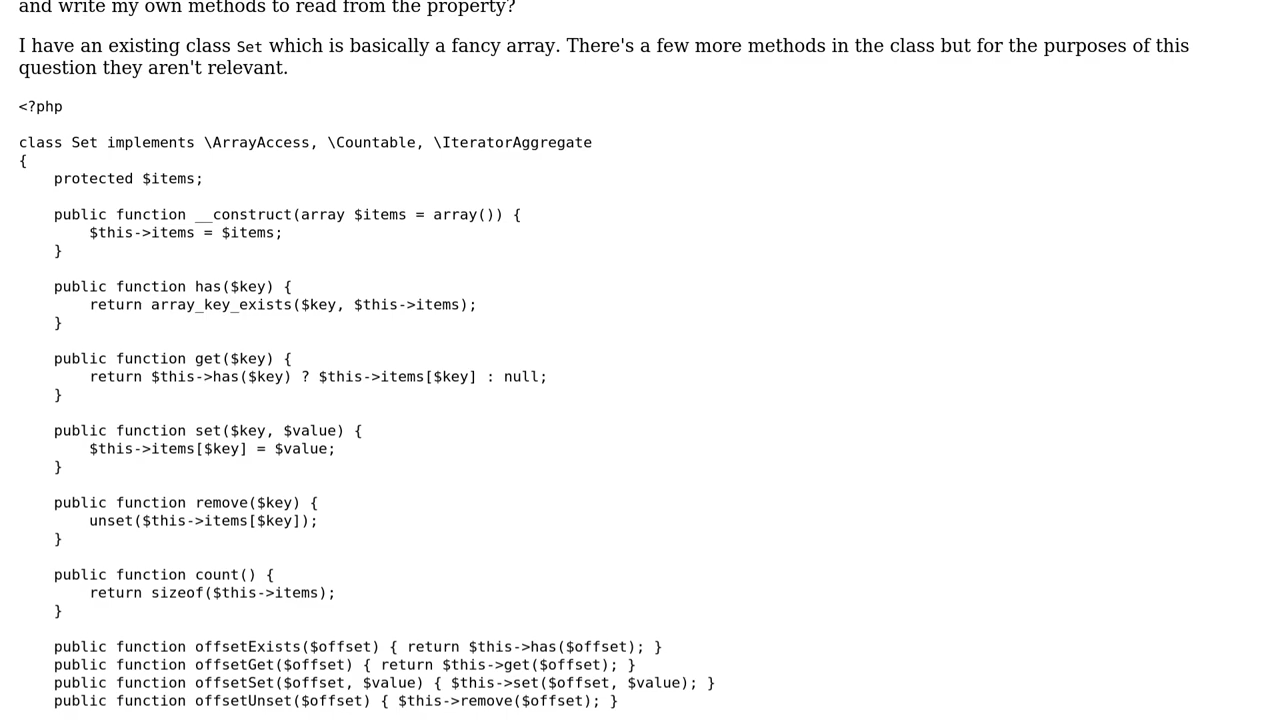 and write my own methods to read from the property?
I have an existing class Set which is basically a fancy array. There's a few more methods in the class but for the purposes of this
question they aren't relevant.
<?php
class Set implements \ArrayAccess, \Countable, \IteratorAggregate
{
    protected $items;
    public function __construct(array $items = array()) {
        $this->items = $items;
    }
    public function has($key) {
        return array_key_exists($key, $this->items);
    }
    public function get($key) {
        return $this->has($key) ? $this->items[$key] : null;
    }
    public function set($key, $value) {
        $this->items[$key] = $value;
    }
    public function remove($key) {
        unset($this->items[$key]);
    }
    public function count() {
        return sizeof($this->items);
    }
    public function offsetExists($offset) { return $this->has($offset); }
    public function offsetGet($offset) { return $this->get($offset); }
    public function offsetSet($offset, $value) { $this->set($offset, $value); }
    public function offsetUnset($offset) { $this->remove($offset); }